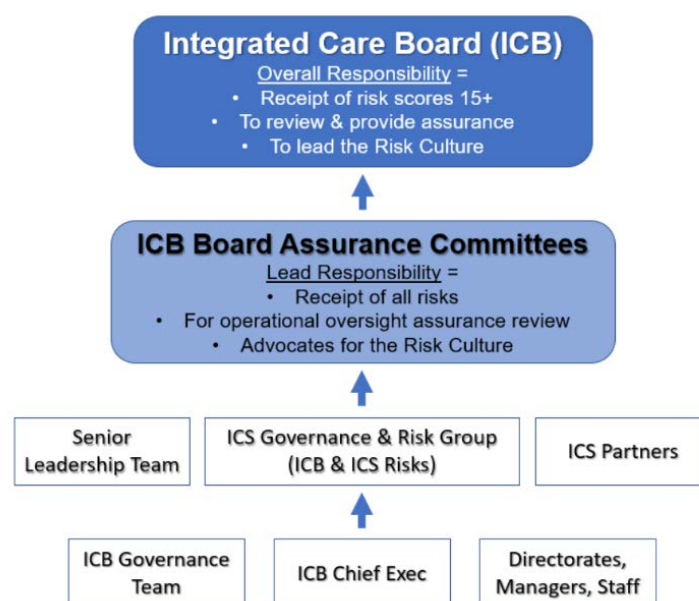 Integrated Care Board (ICB)
Overall Responsibility =
• Receipt of risk scores 15+
• To review & provide assurance
• To lead the Risk Culture
ICB Board Assurance Committees
Lead Responsibility =
• Receipt of all risks
• For operational oversight assurance review
• Advocates for the Risk Culture
Senior
Leadership Team
ICS Governance & Risk Group
(ICB & ICS Risks)
ICS Partners
ICB Governance
Team
ICB Chief Exec
Directorates,
Managers, Staff